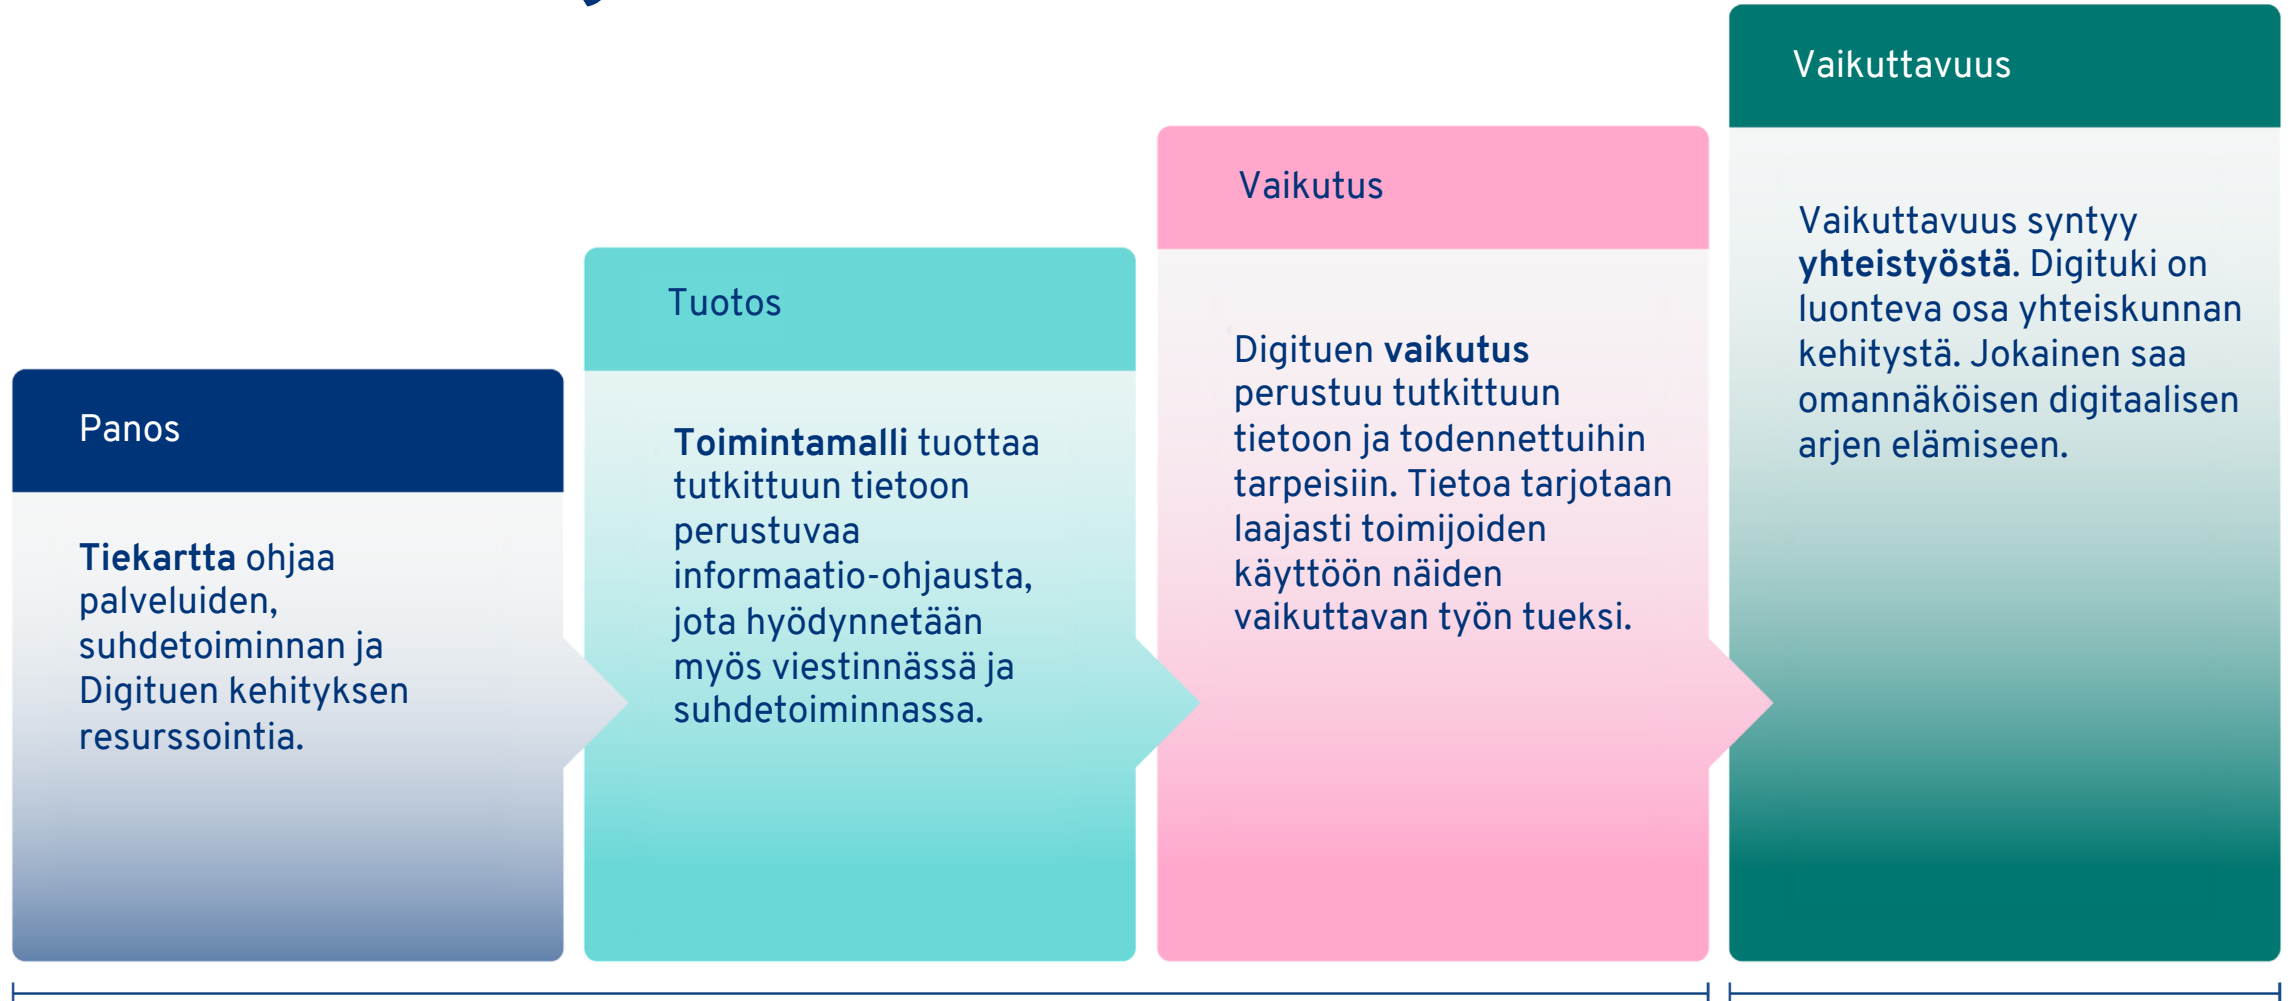 Panos
Tiekartta ohjaa
palveluiden,
suhdetoiminnan ja
Digituen kehityksen
resurssointia.
Tuotos
Toimintamalli tuottaa
tutkittuun tietoon
perustuvaa
informaatio-ohjausta,
jota hyödynnetään
myös viestinnässä ja
suhdetoiminnassa.
Vaikutus
Digituen vaikutus
perustuu tutkittuun
tietoon ja todennettuihin
tarpeisiin. Tietoa tarjotaan
laajasti toimijoiden
käyttöön näiden
vaikuttavan työn tueksi.
Vaikuttavuus
Vaikuttavuus syntyy
yhteistyöstä. Digituki on
luonteva osa yhteiskunnan
kehitystä. Jokainen saa
omannäköisen digitaalisen
arjen elämiseen.